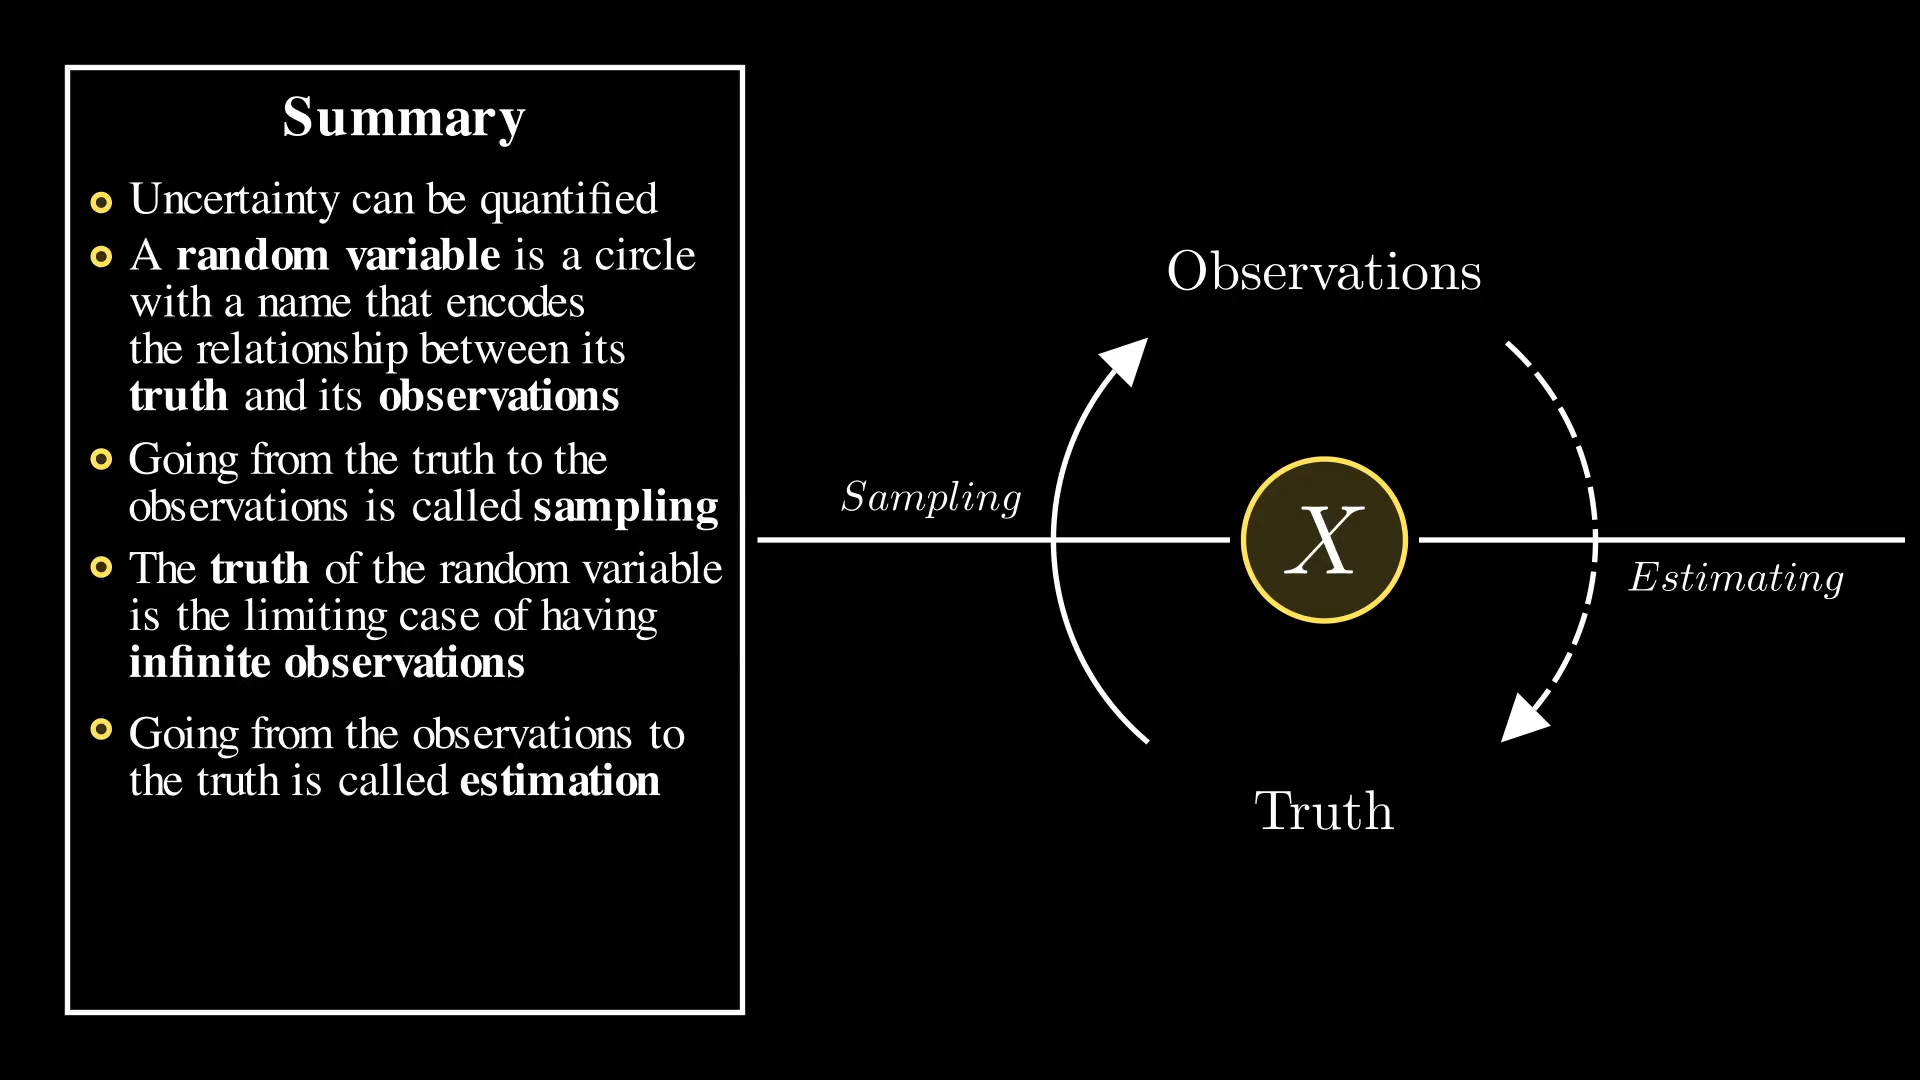 Summary
Uncertainty can be quantified
A random variable is a circle
with a name that encodes
the relationship between its
truth and its observations
Going from the truth to the
observations is called sampling
The truth of the random variable
is the limiting case of having
infinite observations
Going from the observations to
the truth is called estimation
Observations
Sampling
X
Estimating
Truth